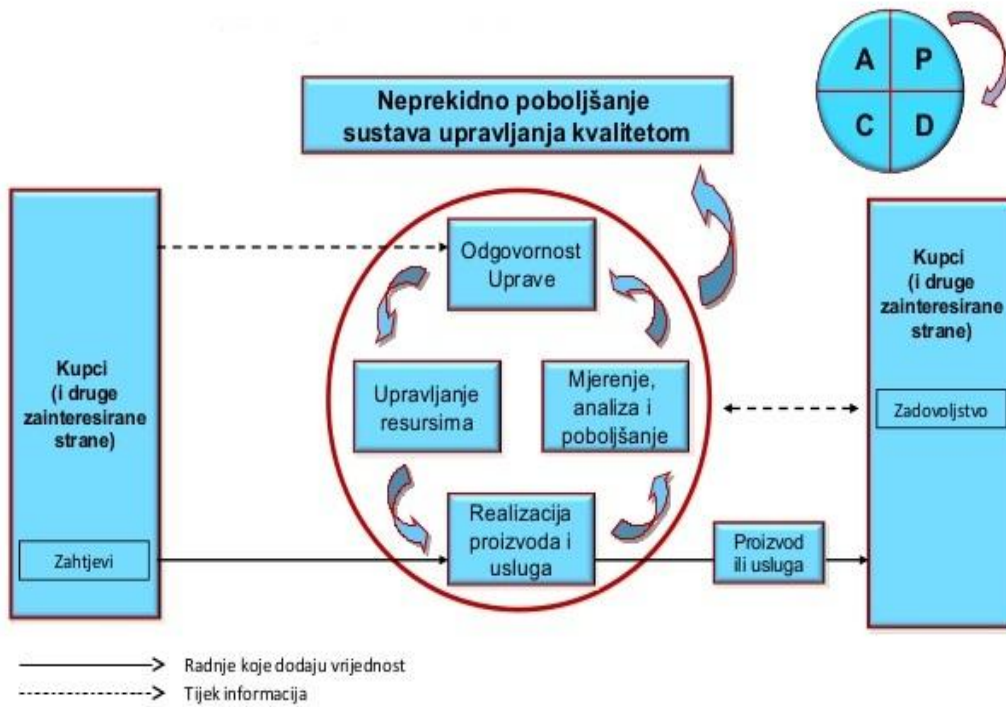 A P
C D
Neprekidno poboljšanje
sustava upravljanja kvalitetom
Kupci
(i druge
zainteresirane
strane)
Zahtjevi
Odgovornost
Uprave
Upravljanje
resursima
Mjerenje,
analiza i
poboljšanje
Realizacija
proizvoda i
usluga
Proizvod
ili usluga
Kupci
(i druge
zainteresirane
strane)
Zadovoljstvo
Radnje koje dodaju vrijednost
Tijek informacija